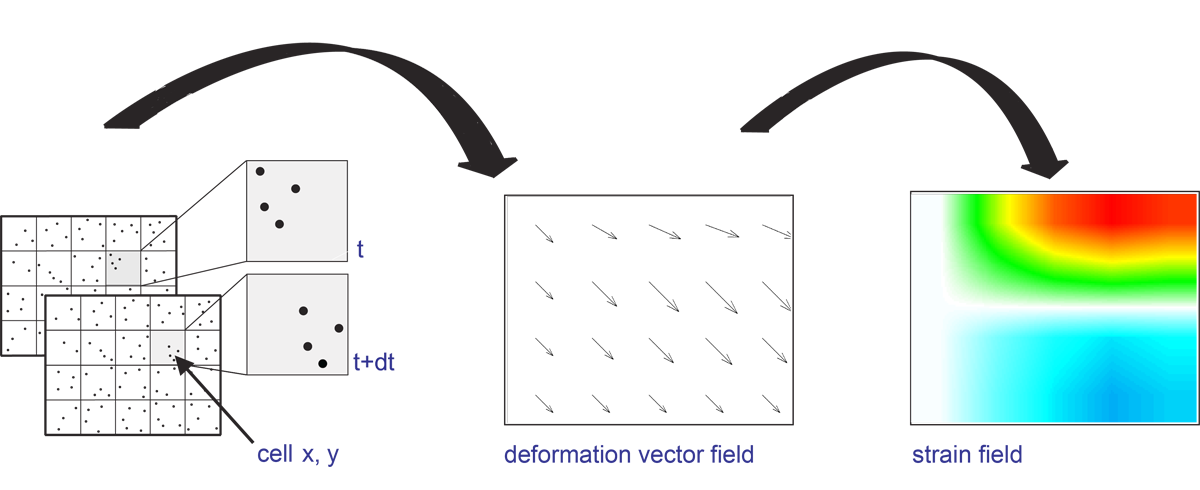 t
t+dt
cell x, y
deformation vector field
strain field